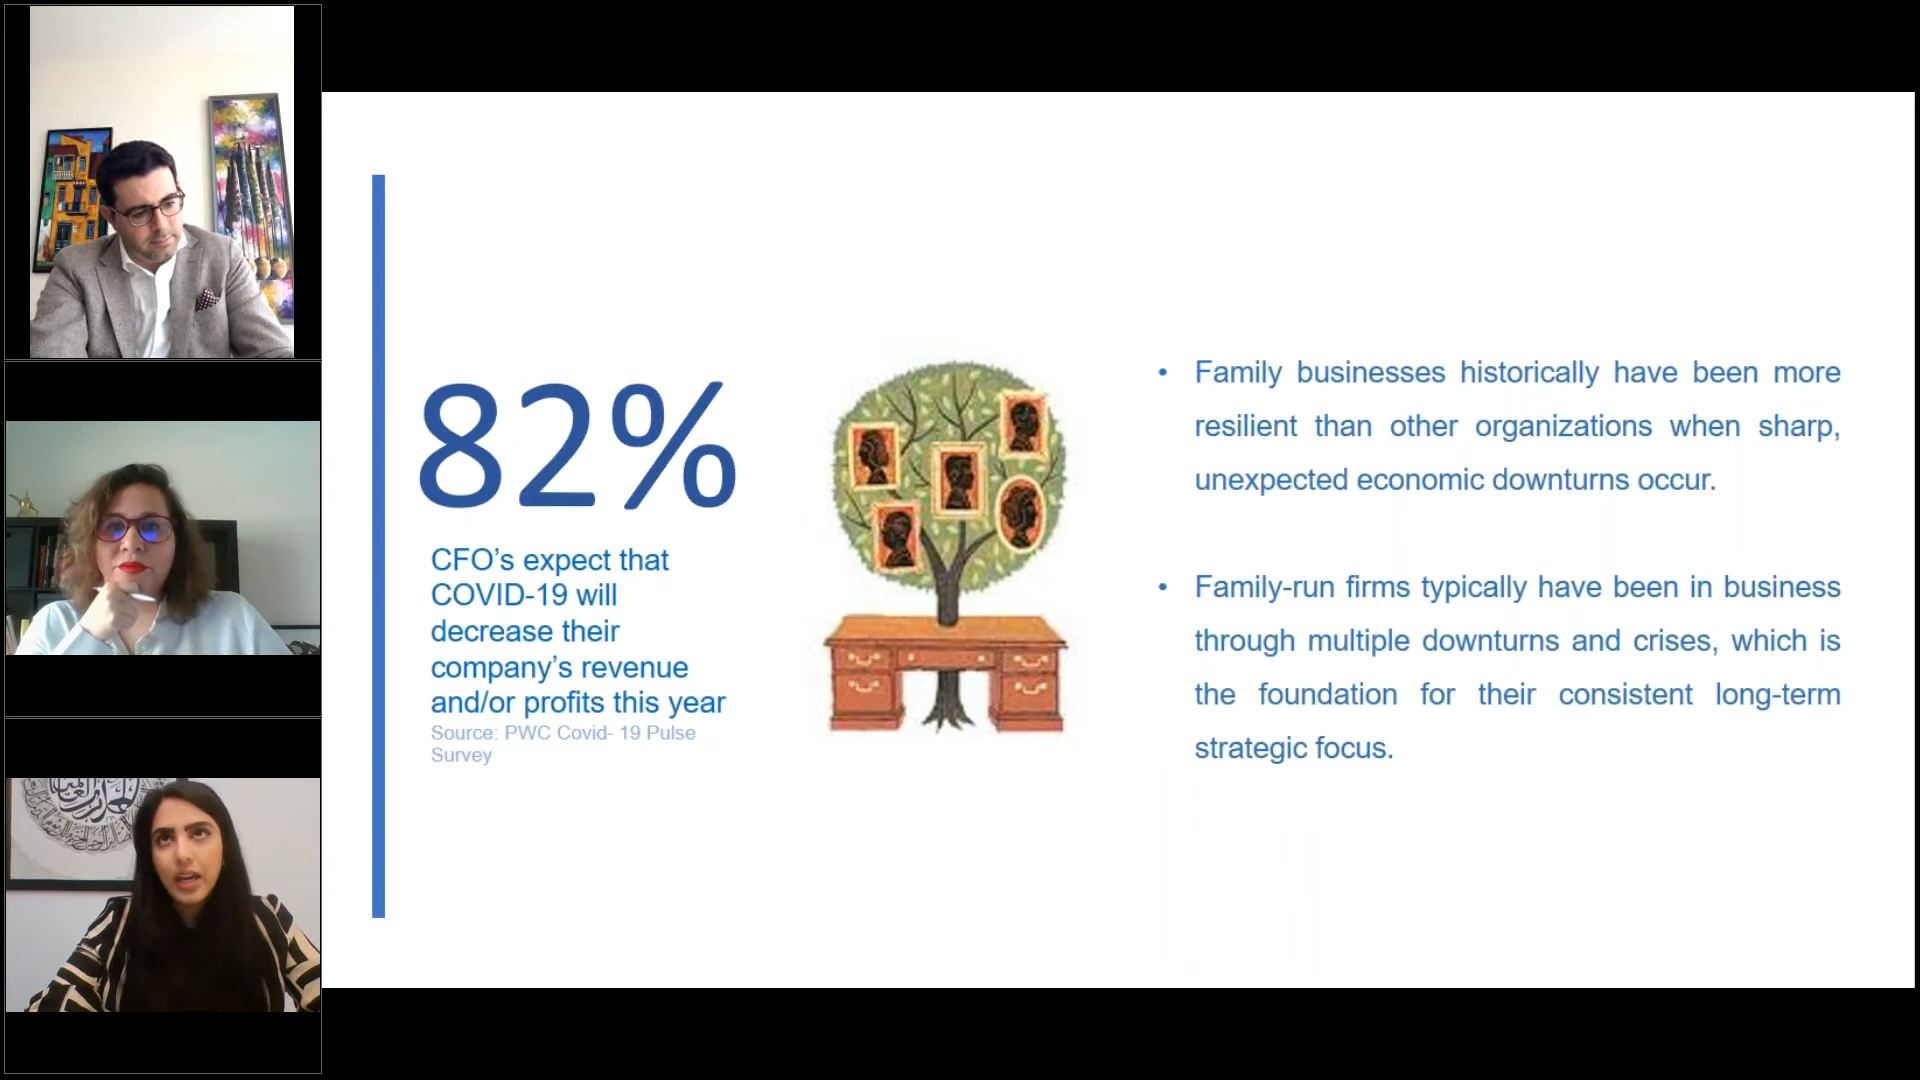 82%
CFO’s expect that
COVID-19 will
decrease their
company’s revenue
and/or profits this year
Source: PWC Covid- 19 Pulse
Survey
• Family businesses historically have been more
resilient than other organizations when sharp,
unexpected economic downturns occur.
• Family-run firms typically have been in business
through multiple downturns and crises, which is
the foundation for their consistent long-term
strategic focus.